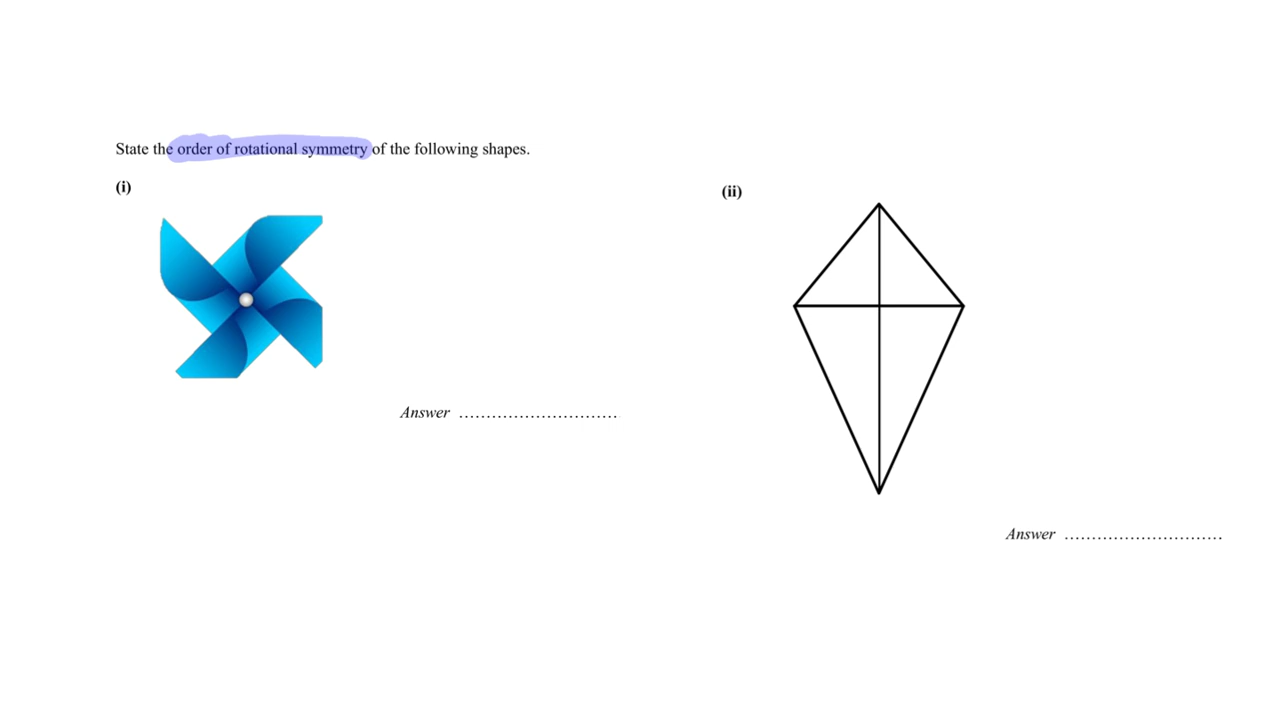 State the order of rotational symmetry of the following shapes.
(i)
(ii)
Answer ..............................
Answer ..............................